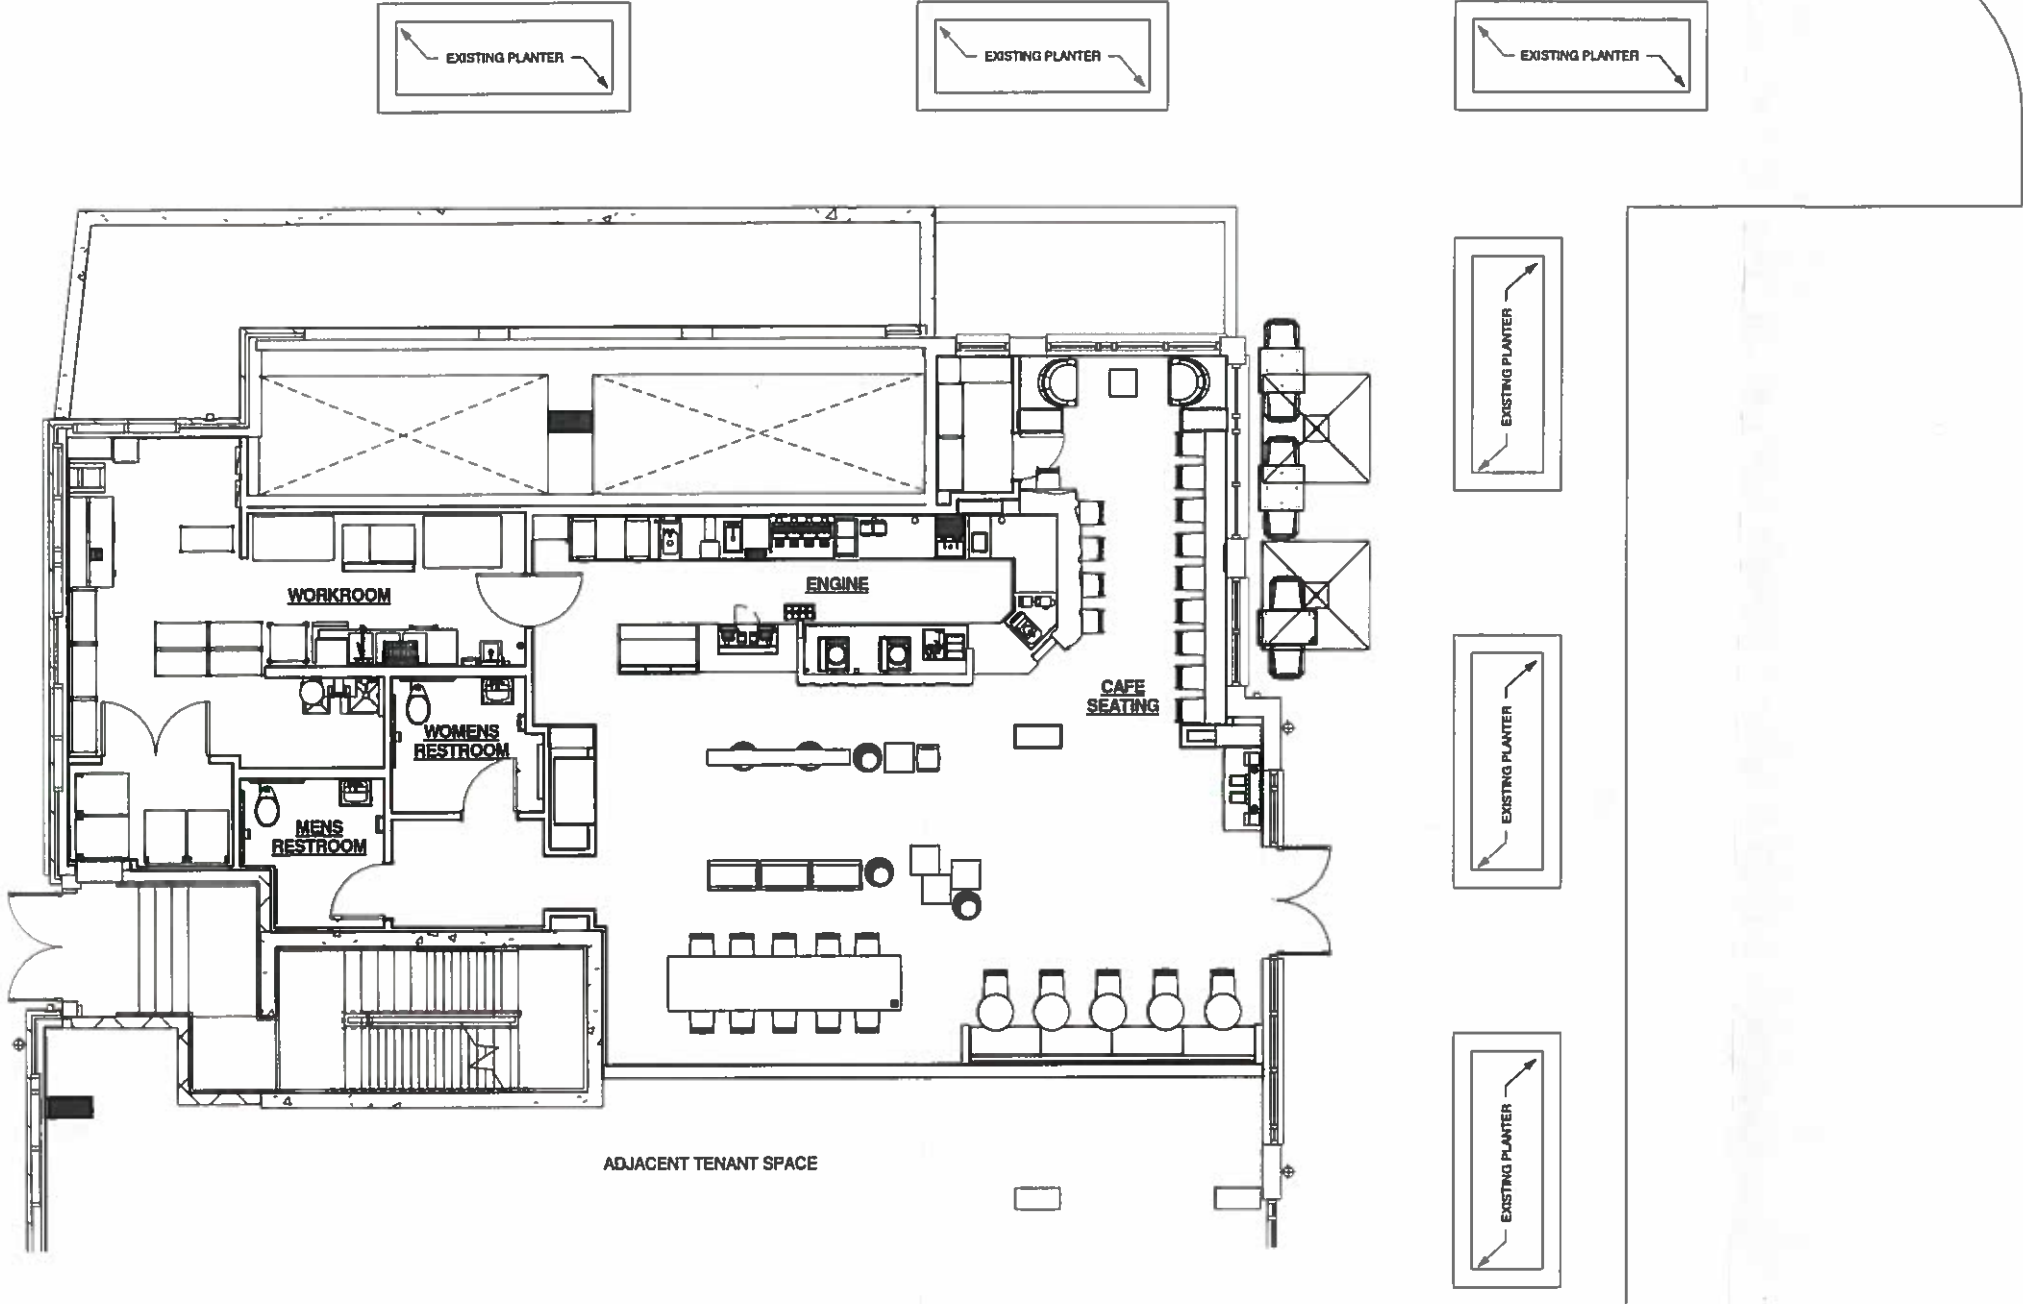 EXISTING PLANTER
EXISTING PLANTER
EXISTING PLANTER
EXISTING PLANTER
WORKROOM
ENGINE
CAFE
SEATING
WOMENS
RESTROOM
EXISTING PLANTER
MENS
RESTROOM
ADJACENT TENANT SPACE
EXISTING PLANTER